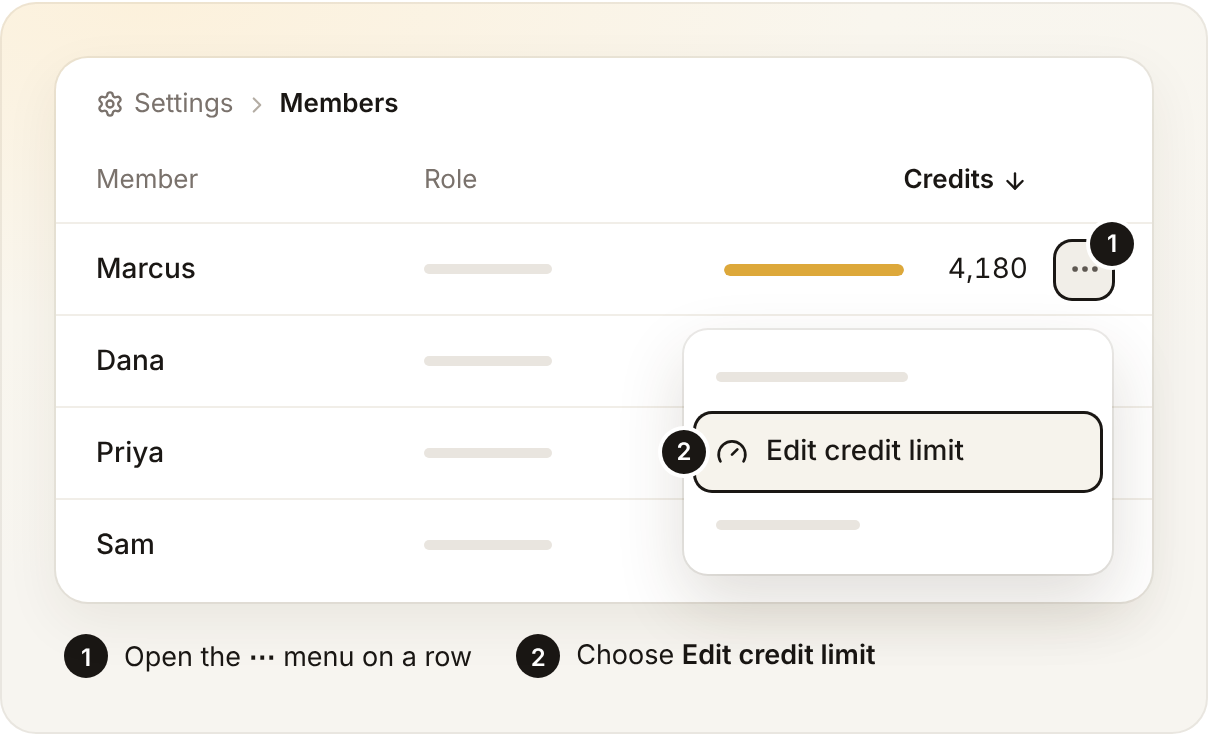 Settings > Members
Member Role Credits ↓
Marcus 4,180 ··· 1
Dana
Priya
2 Edit credit limit
Sam
1 Open the ··· menu on a row 2 Choose Edit credit limit